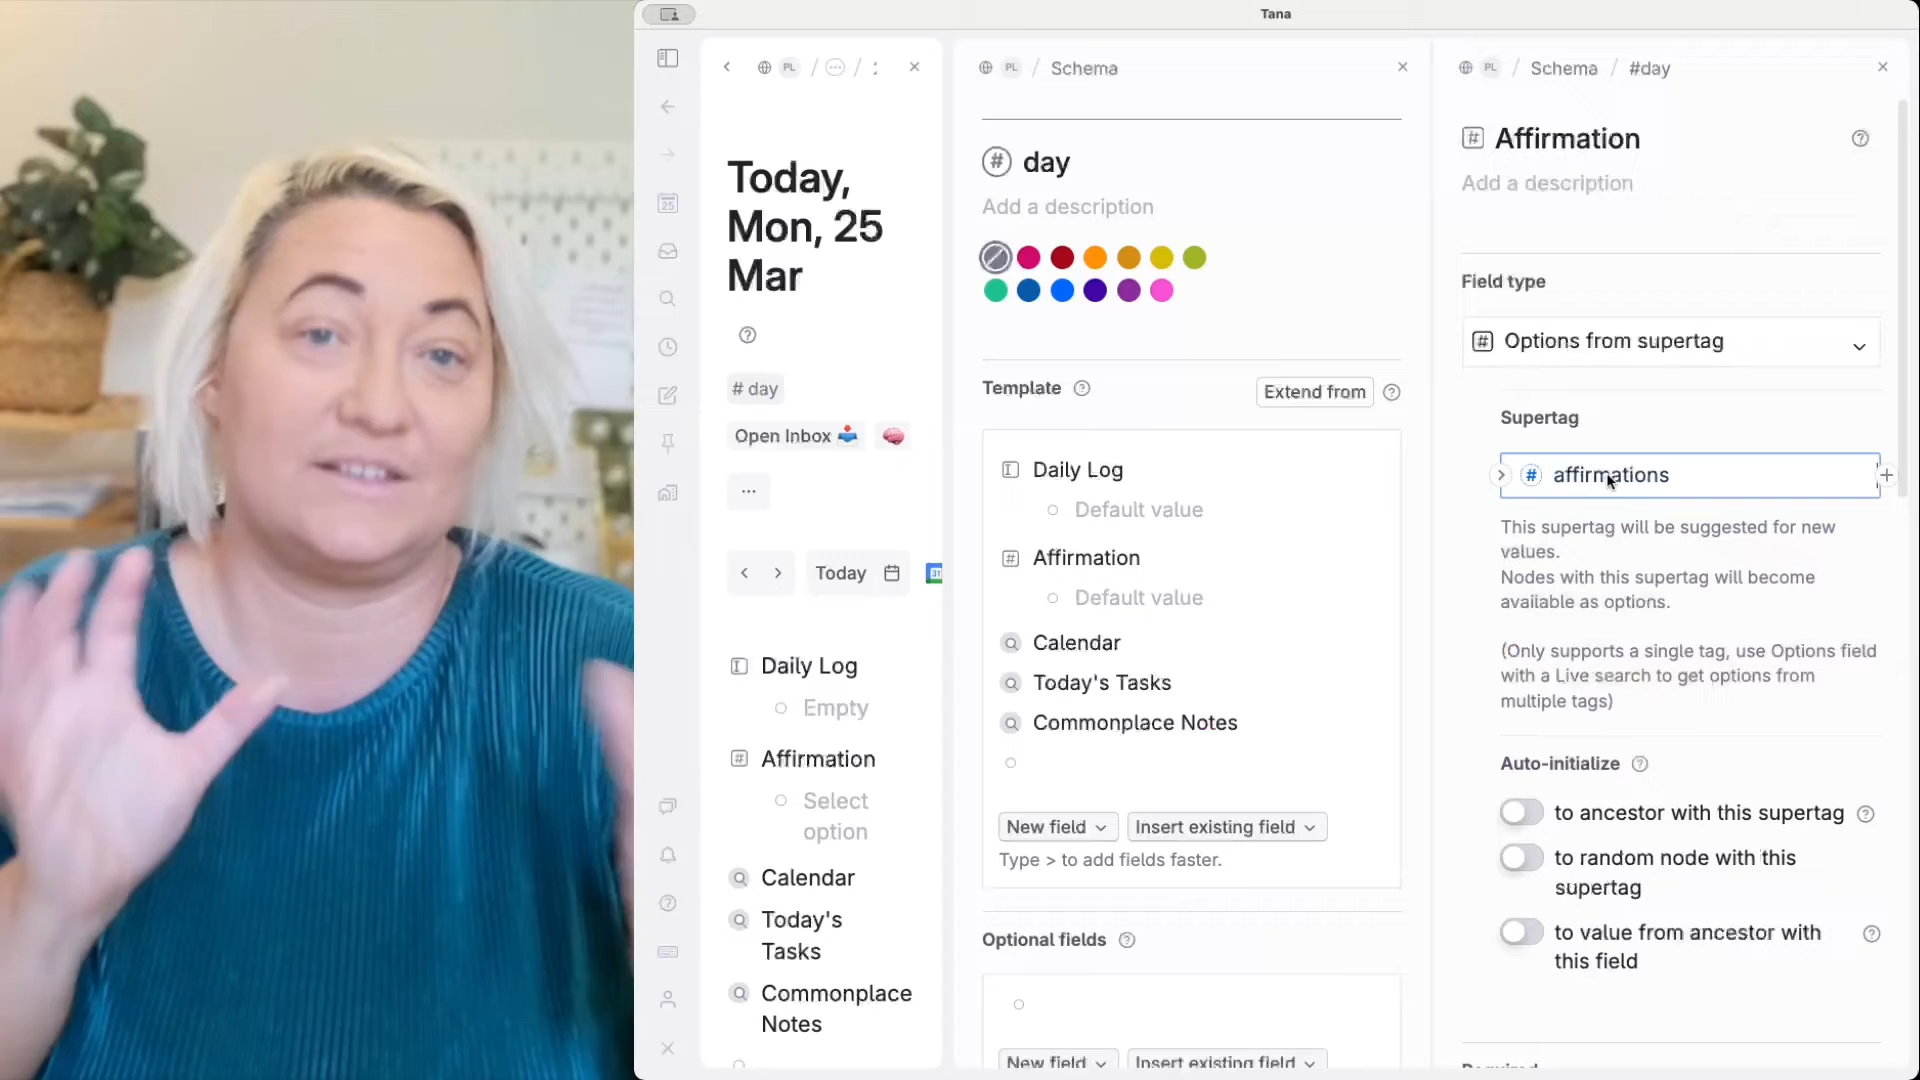 Tana
PL / /
Today,
Mon, 25
Mar
# day
Open Inbox
...
Today
31
Daily Log
Empty
Affirmation
Select
option
Calendar
Today's
Tasks
Commonplace
Notes
25
PL / Schema
# day
Add a description
Template
Extend from
Daily Log
Default value
Affirmation
Default value
Calendar
Today's Tasks
Commonplace Notes
New field
Insert existing field
Type > to add fields faster.
Optional fields
New field
Insert existing field
PL / Schema / #day
# Affirmation
Add a description
Field type
# Options from supertag
Supertag
# affirmations
This supertag will be suggested for new
values.
Nodes with this supertag will become
available as options.
(Only supports a single tag, use Options field
with a Live search to get options from
multiple tags)
Auto-initialize
to ancestor with this supertag
to random node with this
supertag
to value from ancestor with
this field
Required